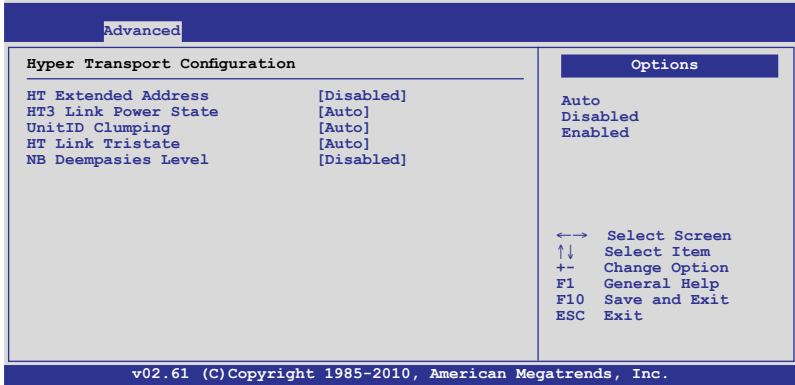 Advanced
Hyper Transport Configuration
HT Extended Address [Disabled]
HT3 Link Power State [Auto]
UnitID Clumping [Auto]
HT Link Tristate [Auto]
NB Deempasies Level [Disabled]
Options
Auto
Disabled
Enabled
←→ Select Screen
↑↓ Select Item
+- Change Option
F1 General Help
F10 Save and Exit
ESC Exit
v02.61 (C)Copyright 1985-2010, American Megatrends, Inc.